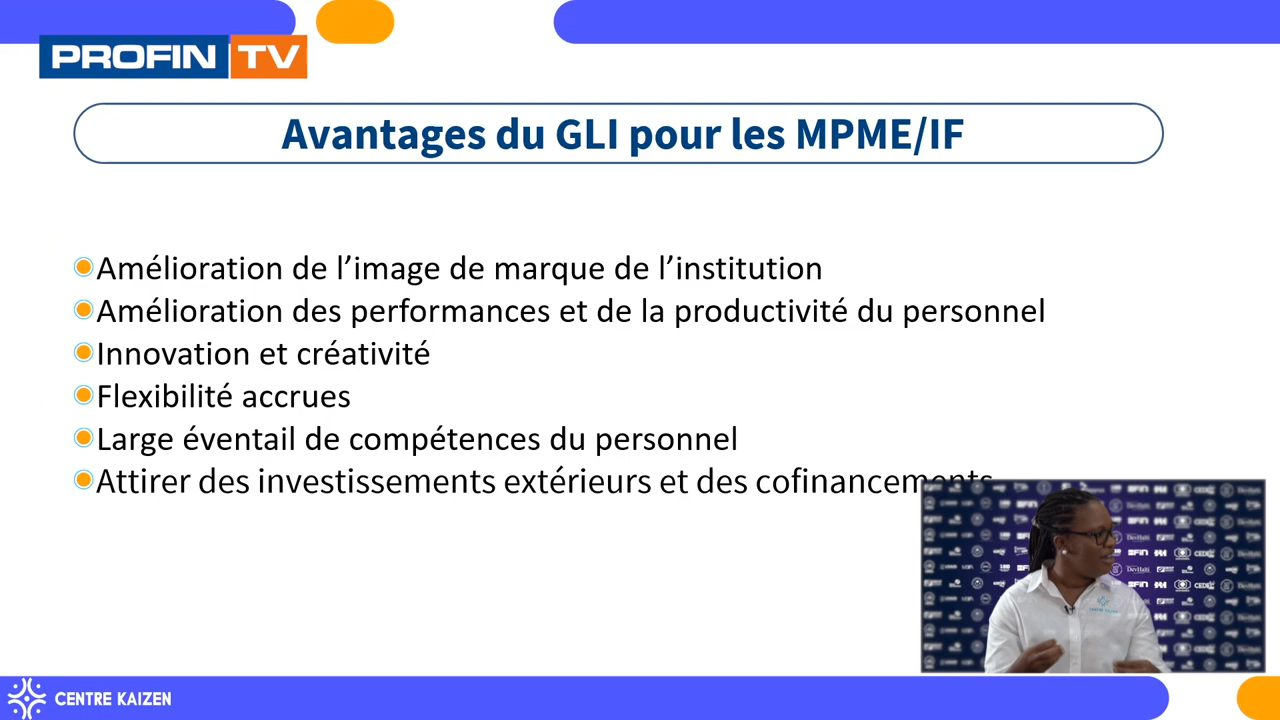 PROFIN TV
Avantages du GLI pour les MPME/IF
Amélioration de l’image de marque de l’institution
Amélioration des performances et de la productivité du personnel
Innovation et créativité
Flexibilité accrues
Large éventail de compétences du personnel
Attirer des investissements extérieurs et des cofinancements
CENTRE KAIZEN